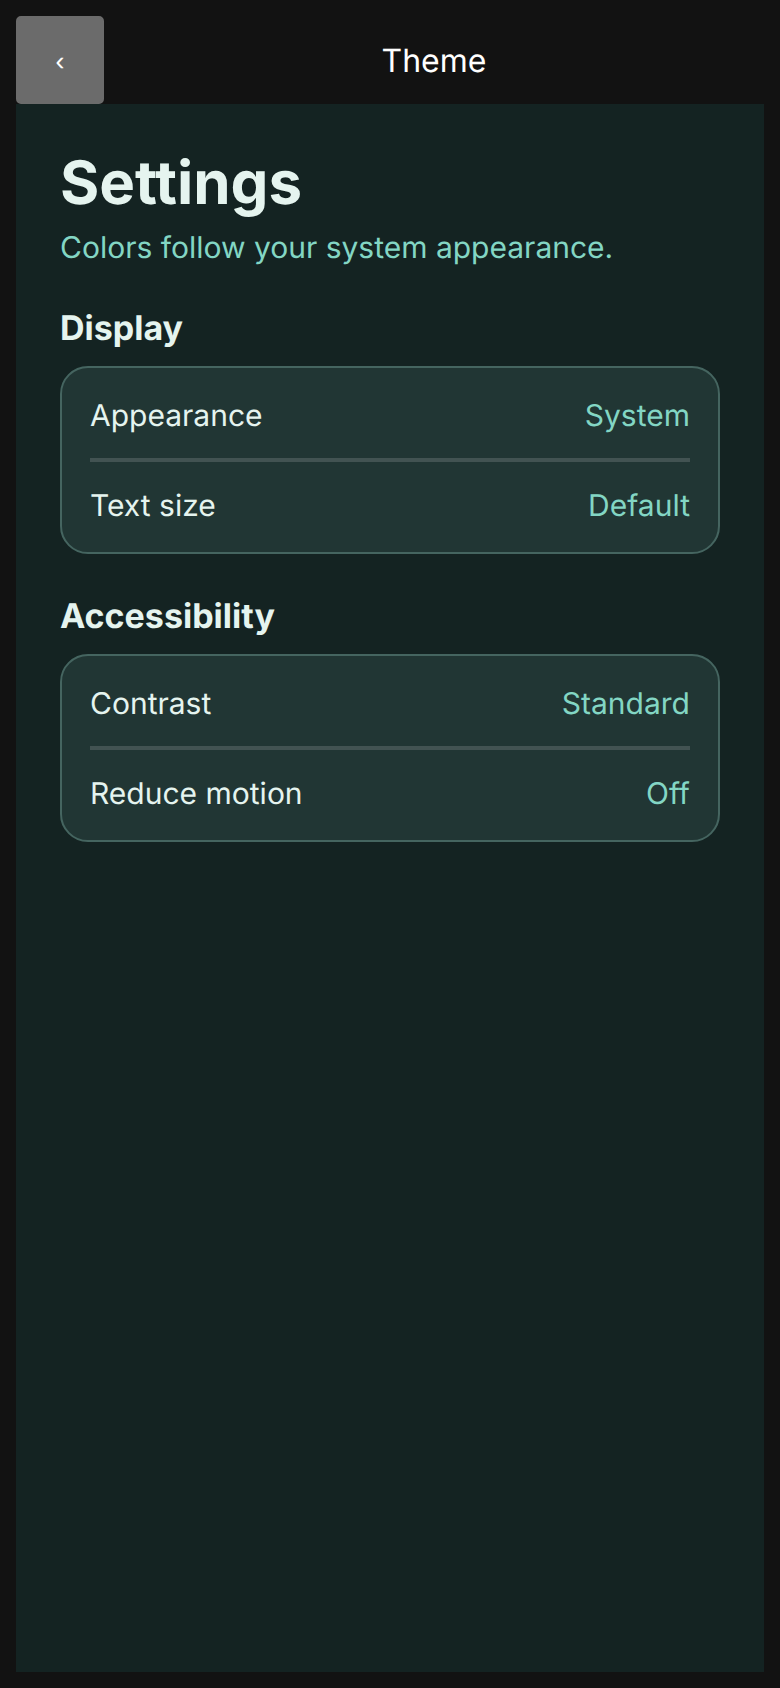 ‹
Theme
Settings
Colors follow your system appearance.
Display
Appearance System
Text size Default
Accessibility
Contrast Standard
Reduce motion Off